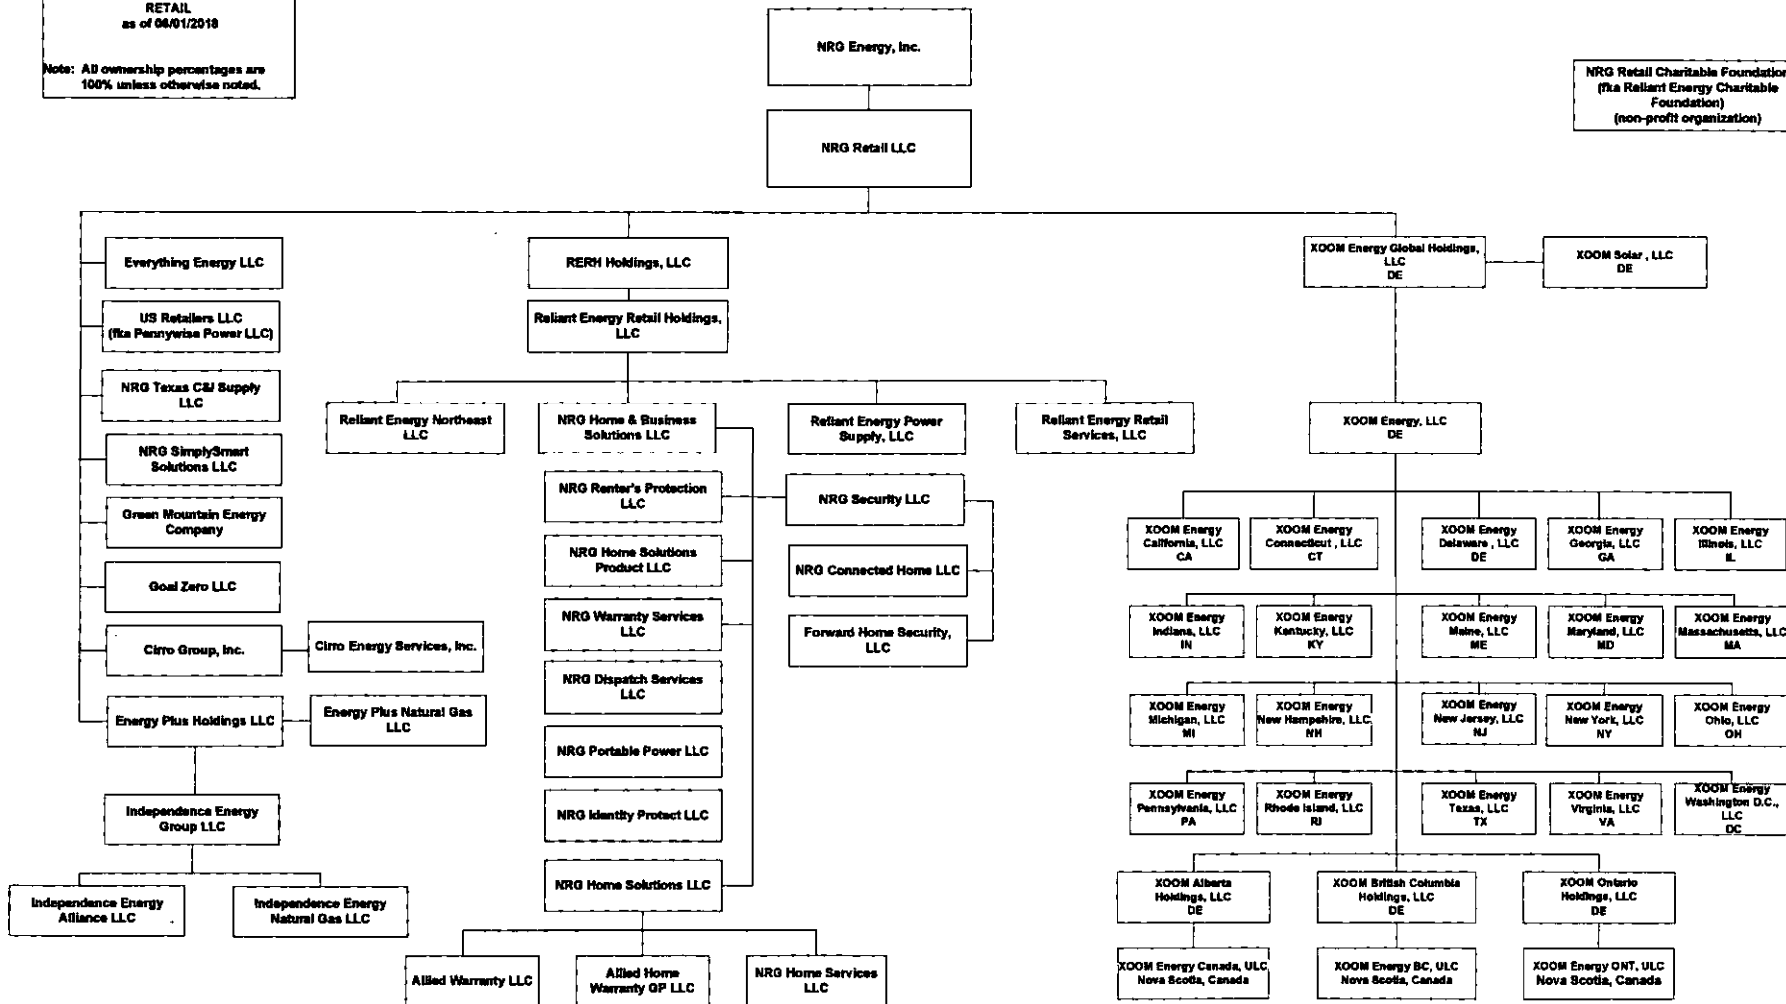 RETAIL
as of 06/01/2018
Note: All ownership percentages are
100% unless otherwise noted.
NRG Energy, Inc.
NRG Retail LLC
NRG Retail Charitable Foundation
(fka Reliant Energy Charitable
Foundation)
(non-profit organization)
Everything Energy LLC
US Retailers LLC
(fka Pennywise Power LLC)
NRG Texas C&I Supply
LLC
NRG SimplySmart
Solutions LLC
Green Mountain Energy
Company
Goal Zero LLC
Cirro Group, Inc.
Cirro Energy Services, Inc.
Energy Plus Holdings LLC
Energy Plus Natural Gas
LLC
Independence Energy
Group LLC
Independence Energy
Alliance LLC
Independence Energy
Natural Gas LLC
RERH Holdings, LLC
Reliant Energy Retail Holdings,
LLC
Reliant Energy Northeast
LLC
NRG Home & Business
Solutions LLC
Reliant Energy Power
Supply, LLC
Reliant Energy Retail
Services, LLC
NRG Renter's Protection
LLC
NRG Home Solutions
Product LLC
NRG Warranty Services
LLC
NRG Dispatch Services
LLC
NRG Portable Power LLC
NRG Identity Protect LLC
NRG Home Solutions LLC
NRG Security LLC
NRG Connected Home LLC
Forward Home Security,
LLC
Allied Warranty LLC
Allied Home
Warranty GP LLC
NRG Home Services
LLC
XOOM Energy Global Holdings,
LLC
DE
XOOM Solar , LLC
DE
XOOM Energy, LLC
DE
XOOM Energy
California, LLC
CA
XOOM Energy
Connecticut , LLC
CT
XOOM Energy
Delaware , LLC
DE
XOOM Energy
Georgia, LLC
GA
XOOM Energy
Illinois, LLC
IL
XOOM Energy
Indiana, LLC
IN
XOOM Energy
Kentucky, LLC
KY
XOOM Energy
Maine, LLC
ME
XOOM Energy
Maryland, LLC
MD
XOOM Energy
Massachusetts, LLC
MA
XOOM Energy
Michigan, LLC
MI
XOOM Energy
New Hampshire, LLC
NH
XOOM Energy
New Jersey, LLC
NJ
XOOM Energy
New York, LLC
NY
XOOM Energy
Ohio, LLC
OH
XOOM Energy
Pennsylvania, LLC
PA
XOOM Energy
Rhode Island, LLC
RI
XOOM Energy
Texas, LLC
TX
XOOM Energy
Virginia, LLC
VA
XOOM Energy
Washington D.C.,
LLC
DC
XOOM Alberta
Holdings, LLC
DE
XOOM British Columbia
Holdings, LLC
DE
XOOM Ontario
Holdings, LLC
DE
XOOM Energy Canada, ULC
Nova Scotia, Canada
XOOM Energy BC, ULC
Nova Scotia, Canada
XOOM Energy ONT, ULC
Nova Scotia, Canada